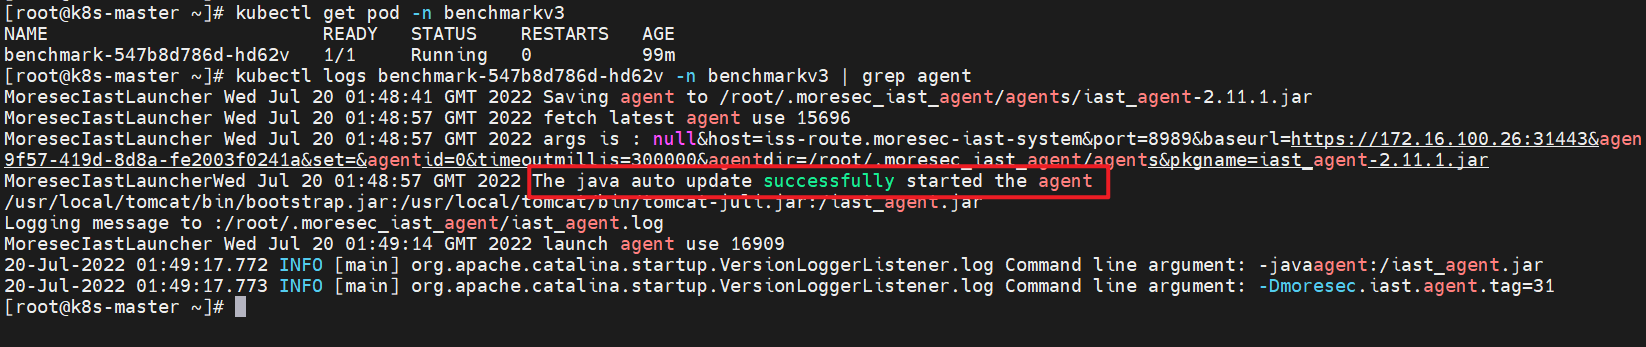 [root@k8s-master ~]# kubectl get pod -n benchmarkv3
NAME                         READY   STATUS    RESTARTS   AGE
benchmark-547b8d786d-hd62v   1/1     Running   0          99m
[root@k8s-master ~]# kubectl logs benchmark-547b8d786d-hd62v -n benchmarkv3 | grep agent
MoresecIastLauncher Wed Jul 20 01:48:41 GMT 2022 Saving agent to /root/.moresec_iast_agent/agents/iast_agent-2.11.1.jar
MoresecIastLauncher Wed Jul 20 01:48:57 GMT 2022 fetch latest agent use 15696
MoresecIastLauncher Wed Jul 20 01:48:57 GMT 2022 args is : null&host=iss-route.moresec-iast-system&port=8989&baseurl=https://172.16.100.26:31443&agen
9f57-419d-8d8a-fe2003f0241a&set=&agentid=0&timeoutmillis=300000&agentdir=/root/.moresec_iast_agent/agents&pkgname=iast_agent-2.11.1.jar
MoresecIastLauncherWed Jul 20 01:48:57 GMT 2022 The java auto update successfully started the agent
/usr/local/tomcat/bin/bootstrap.jar:/usr/local/tomcat/bin/tomcat-juli.jar:/iast_agent.jar
Logging message to :/root/.moresec_iast_agent/iast_agent.log
MoresecIastLauncher Wed Jul 20 01:49:14 GMT 2022 launch agent use 16909
20-Jul-2022 01:49:17.772 INFO [main] org.apache.catalina.startup.VersionLoggerListener.log Command line argument: -javaagent:/iast_agent.jar
20-Jul-2022 01:49:17.773 INFO [main] org.apache.catalina.startup.VersionLoggerListener.log Command line argument: -Dmoresec.iast.agent.tag=31
[root@k8s-master ~]#